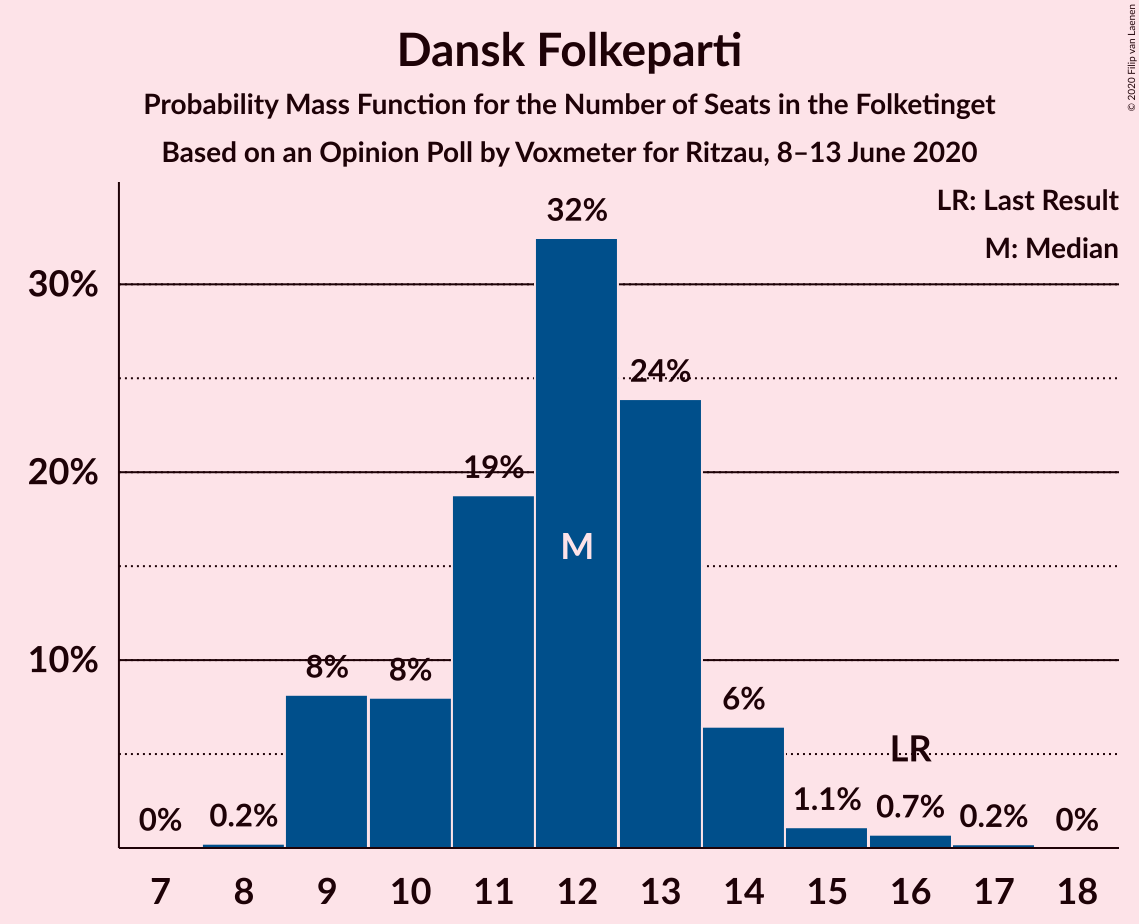 Dansk Folkeparti
Probability Mass Function for the Number of Seats in the Folketinget
Based on an Opinion Poll by Voxmeter for Ritzau, 8–13 June 2020
© 2020 Filip van Laenen
LR: Last Result
M: Median
30%
20%
10%
0%
0.2%
8%
8%
19%
32%
M
24%
6%
1.1%
LR
0.7%
0.2%
0%
7 8 9 10 11 12 13 14 15 16 17 18